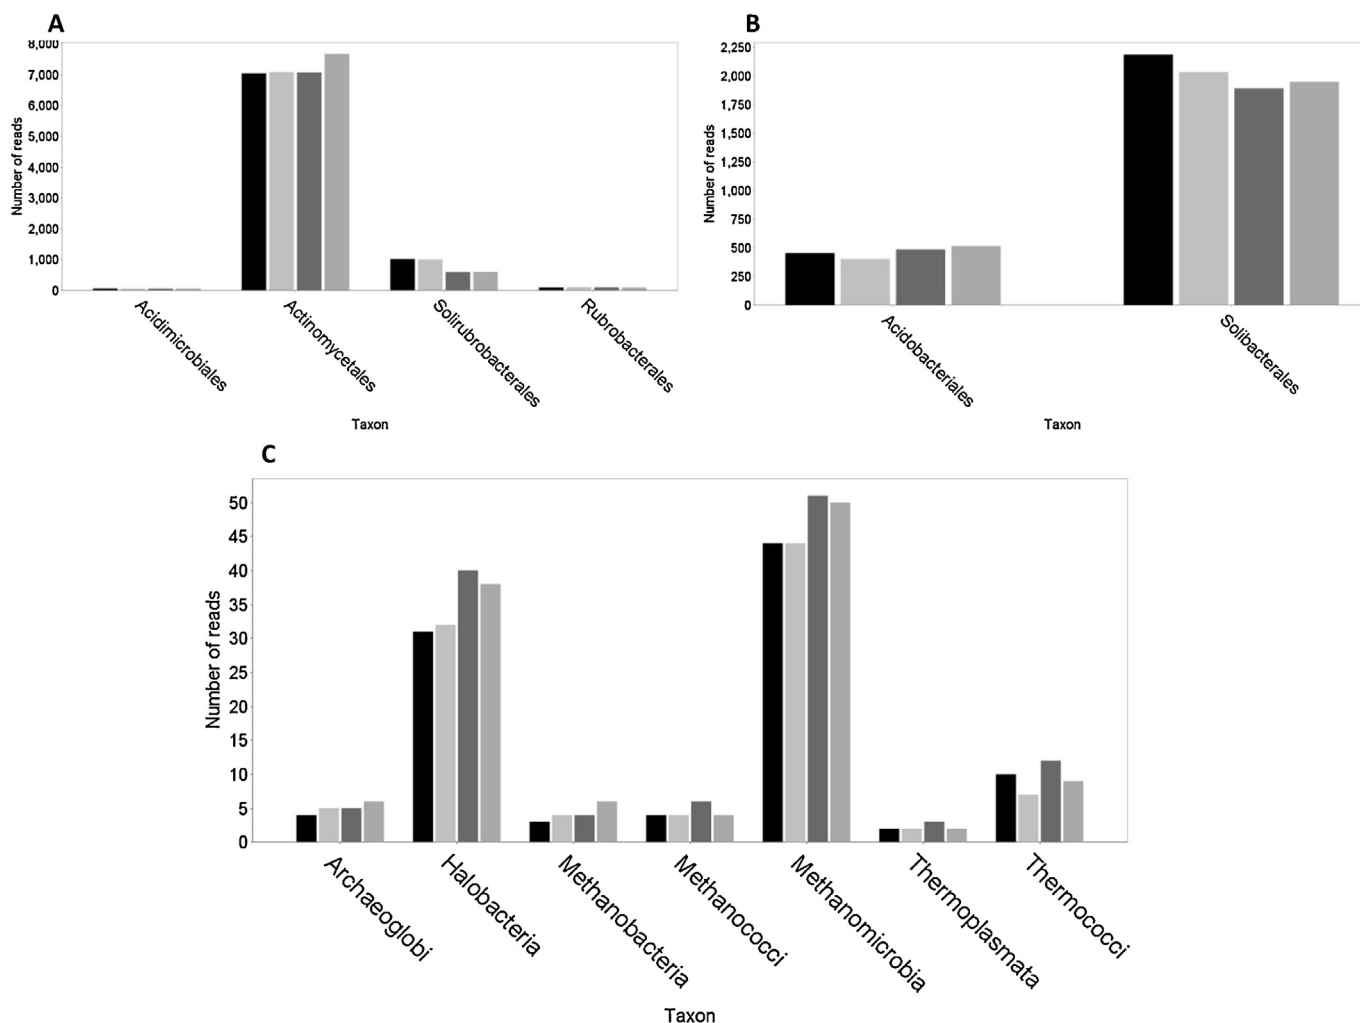 A
8,000
7,000
6,000
5,000
4,000
3,000
2,000
1,000
0
Number of reads
Acidimicrobiales
Actinomycetales
Solirubrobacterales
Rubrobacterales
Taxon
B
2,250
2,000
1,750
1,500
1,250
1,000
750
500
250
0
Number of reads
Acidobacteriales
Solibacterales
Taxon
C
50
45
40
35
30
25
20
15
10
5
0
Number of reads
Archaeoglobi
Halobacteria
Methanobacteria
Methanococci
Methanomicrobia
Thermoplasmata
Thermococci
Taxon